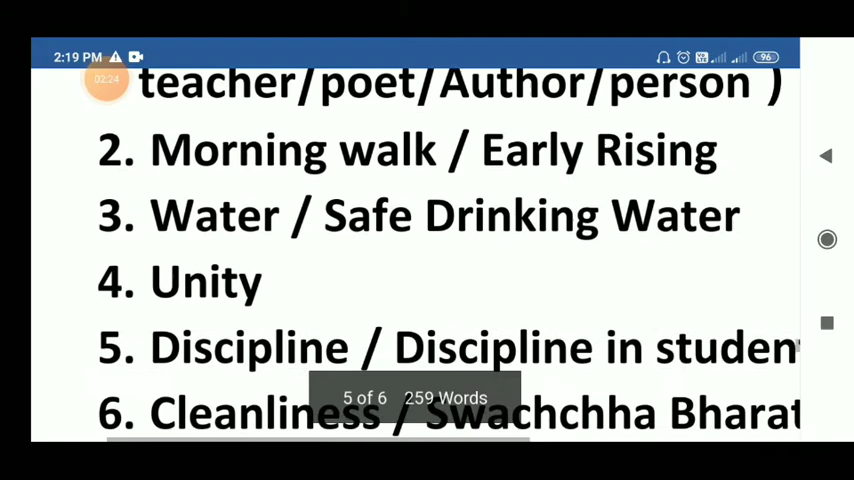 2:19 PM 96
02:24
teacher/poet/Author/person )
2. Morning walk / Early Rising
3. Water / Safe Drinking Water
4. Unity
5. Discipline / Discipline in studen
5 of 6 259 Words
6. Cleanliness / Swachchha Bharat